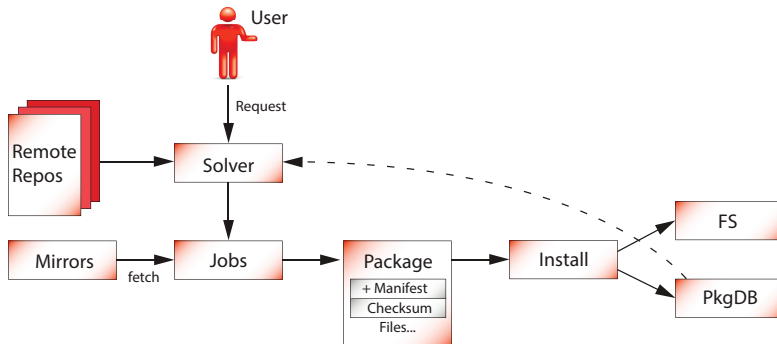 User
Request
Remote
Repos
Solver
FS
Mirrors
fetch
Jobs
Package
+ Manifest
Checksum
Files...
Install
PkgDB